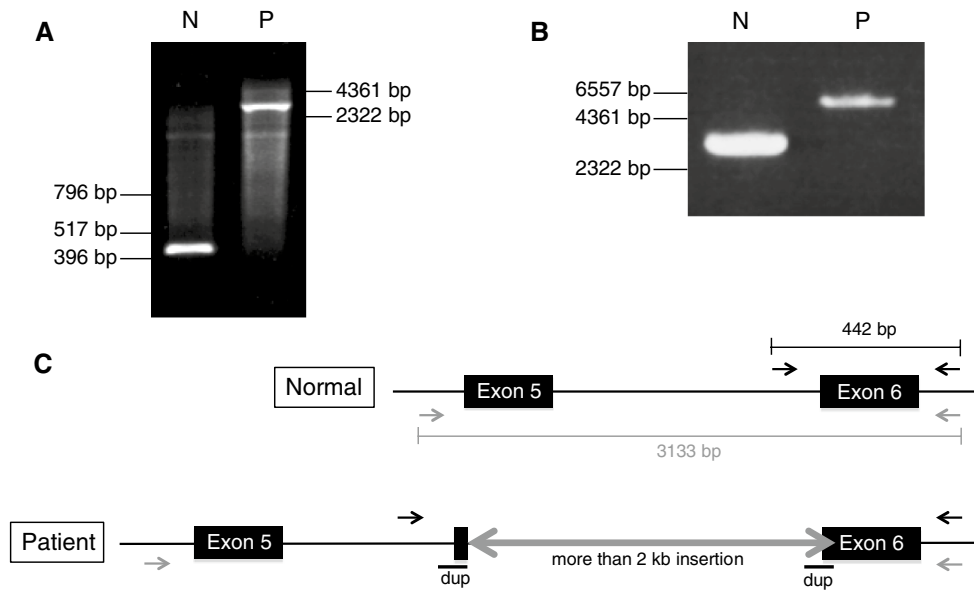 A
N P
4361 bp
2322 bp
796 bp
517 bp
396 bp
B
N P
6557 bp
4361 bp
2322 bp
C
442 bp
Normal
Exon 5
Exon 6
3133 bp
Patient
Exon 5
more than 2 kb insertion
Exon 6
dup
dup